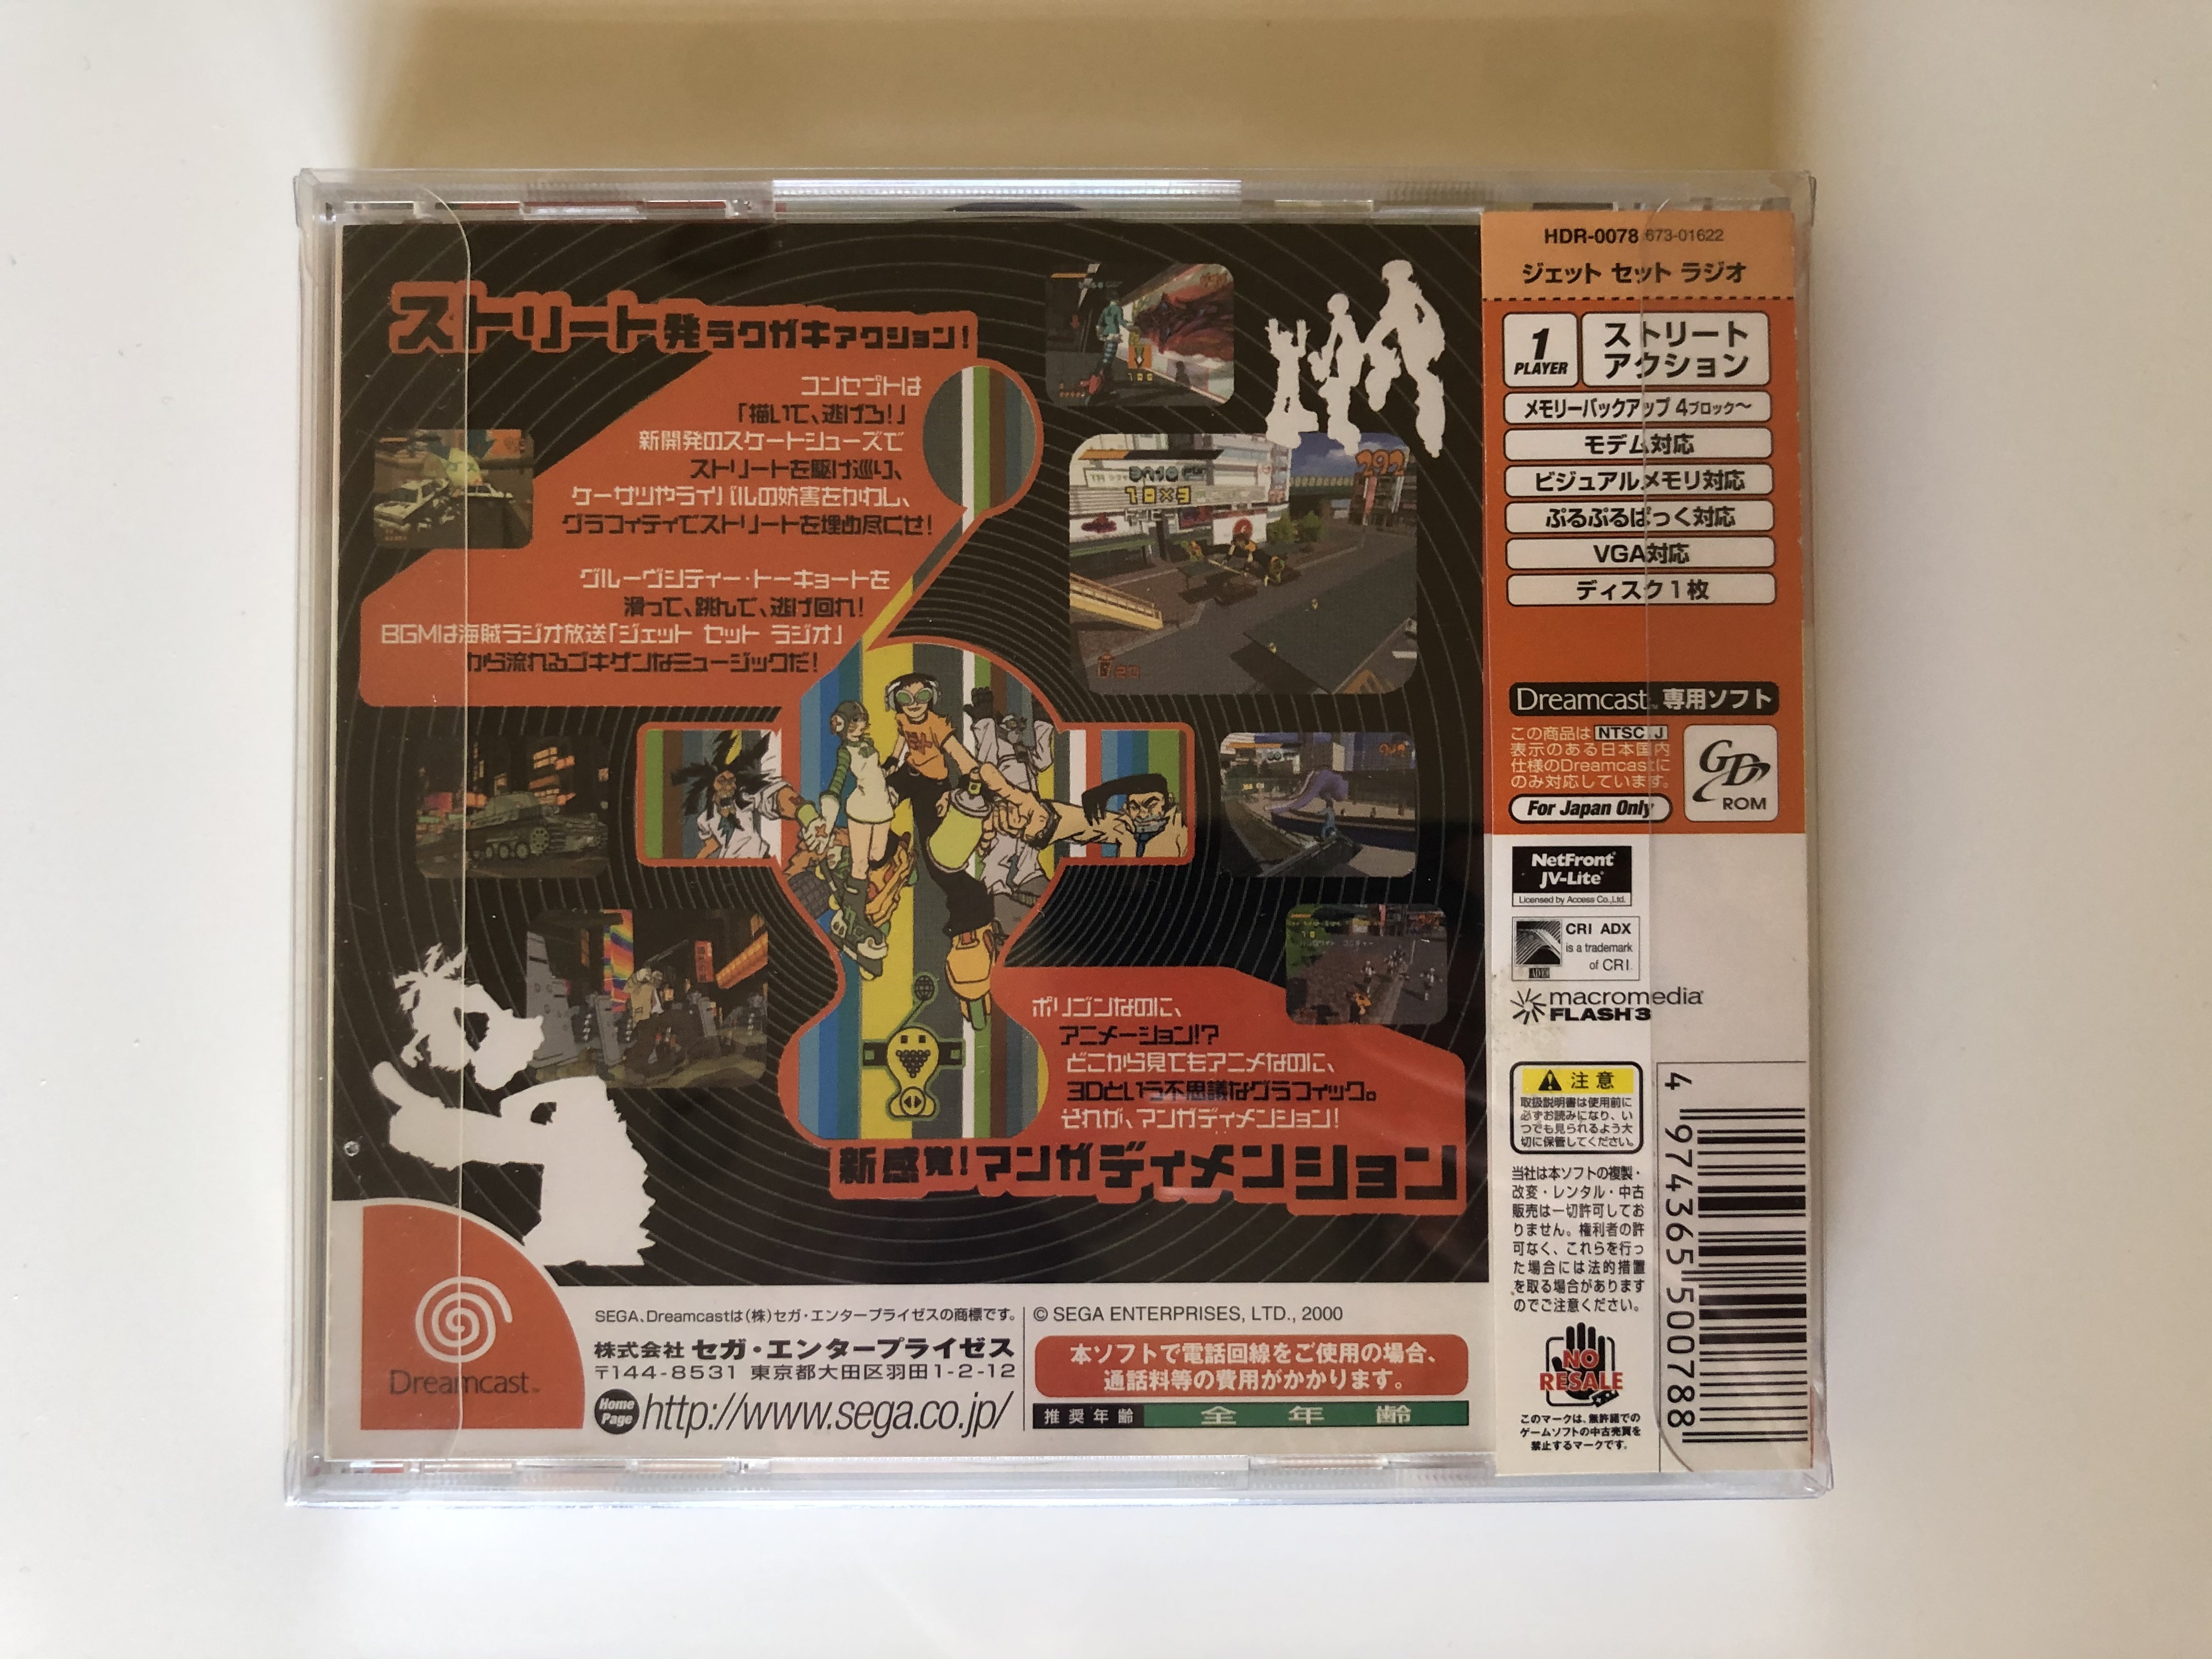 ストリート発ラクガキアクション!
コンセプトは
「描いて、逃げろ!」
新開発のスケートシューズで
ストリートを駆け巡り、
ケーサツやライバルの妨害をかわし、
グラフィティでストリートを埋め尽くせ!
グルーヴシティー・トーキョートを
滑って、跳んで、逃げ回れ!
BGMは海賊ラジオ放送「ジェット セット ラジオ」
から流れるゴキゲンなミュージックだ!
ポリゴンなのに、
アニメーション!?
どこから見てもアニメなのに、
3Dという不思議なグラフィック。
それが、マンガディメンション!
新感覚!マンガディメンション
292
10×3
Dreamcast™
SEGA、Dreamcastは(株)セガ・エンタープライゼスの商標です。
株式会社 セガ・エンタープライゼス
〒144-8531 東京都大田区羽田1-2-12
Home Page http://www.sega.co.jp/
© SEGA ENTERPRISES, LTD., 2000
本ソフトで電話回線をご使用の場合、
通話料等の費用がかかります。
推奨年齢 全年齢
HDR-0078 673-01622
ジェット セット ラジオ
1 PLAYER
ストリート
アクション
メモリーバックアップ 4ブロック〜
モデム対応
ビジュアルメモリ対応
ぷるぷるぱっく対応
VGA対応
ディスク1枚
Dreamcast™専用ソフト
この商品は NTSC J
表示のある日本国内
仕様のDreamcastに
のみ対応しています。
For Japan Only
GD
ROM
NetFront®
JV-Lite®
Licensed by Access Co.,Ltd.
CRI ADX
is a trademark
of CRI
ADX
macromedia®
FLASH 3
注意
取扱説明書は使用前に
必ずお読みになり、い
つでも見られるよう大
切に保管してください。
当社は本ソフトの複製・
改変・レンタル・中古
販売は一切許可してお
りません。権利者の許
可なく、これらを行っ
た場合には法的措置
を取る場合があります
のでご注意ください。
NO
RESALE
このマークは、無許諾での
ゲームソフトの中古売買を
禁止するマークです。
4 974365 500788